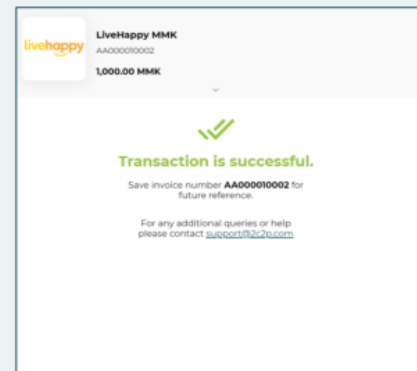 livehappy
LiveHappy MMK
AA000010002
1,000.00 MMK
Transaction is successful.
Save invoice number AA000010002 for
future reference.
For any additional queries or help
please contact support@2c2p.com